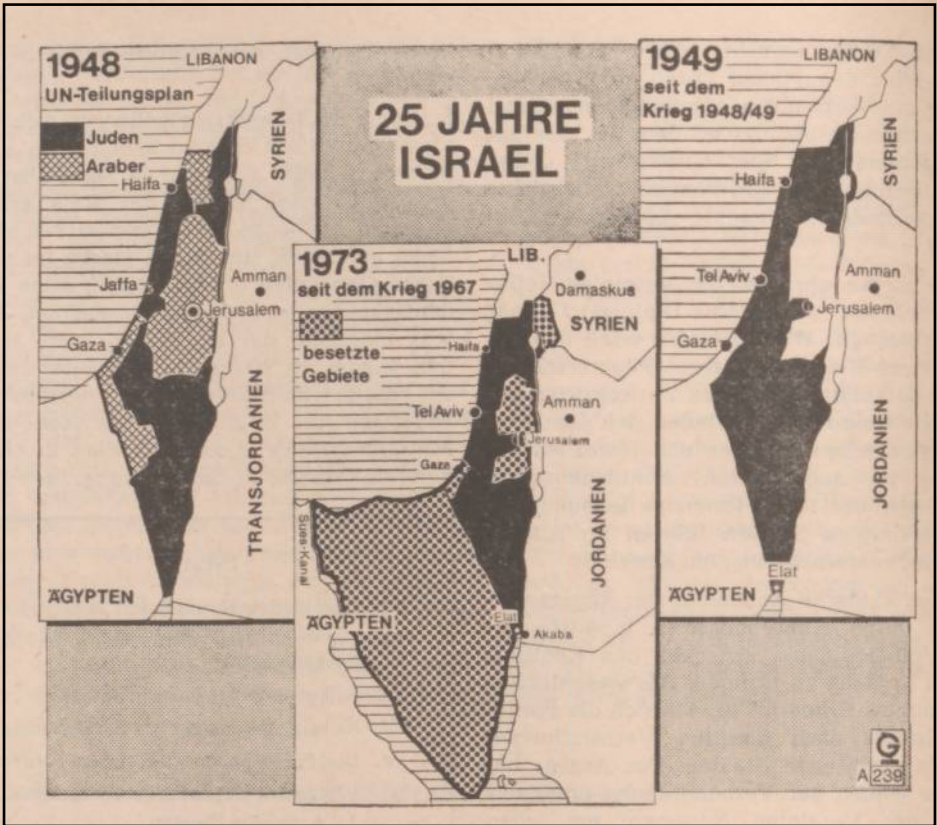 25 JAHRE
ISRAEL
1948
UN-Teilungsplan
Juden
Araber
LIBANON
SYRIEN
Haifa
Jaffa
Amman
Jerusalem
Gaza
TRANSJORDANIEN
ÄGYPTEN
1973
seit dem Krieg 1967
besetzte
Gebiete
LIB.
Damaskus
SYRIEN
Haifa
Tel Aviv
Amman
Jerusalem
Gaza
Sues-Kanal
JORDANIEN
ÄGYPTEN
Elat
Akaba
1949
seit dem
Krieg 1948/49
LIBANON
SYRIEN
Haifa
Tel Aviv
Amman
Jerusalem
Gaza
JORDANIEN
Elat
ÄGYPTEN
G
A 239